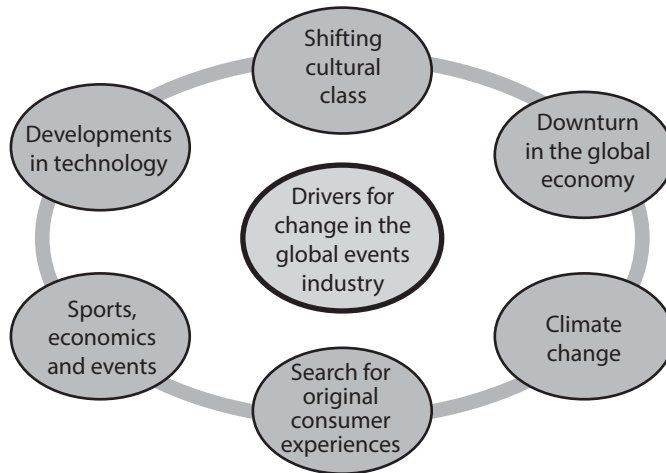 Shifting
cultural
class
Developments
in technology
Downturn
in the global
economy
Drivers for
change in the
global events
industry
Sports,
economics
and events
Climate
change
Search for
original
consumer
experiences